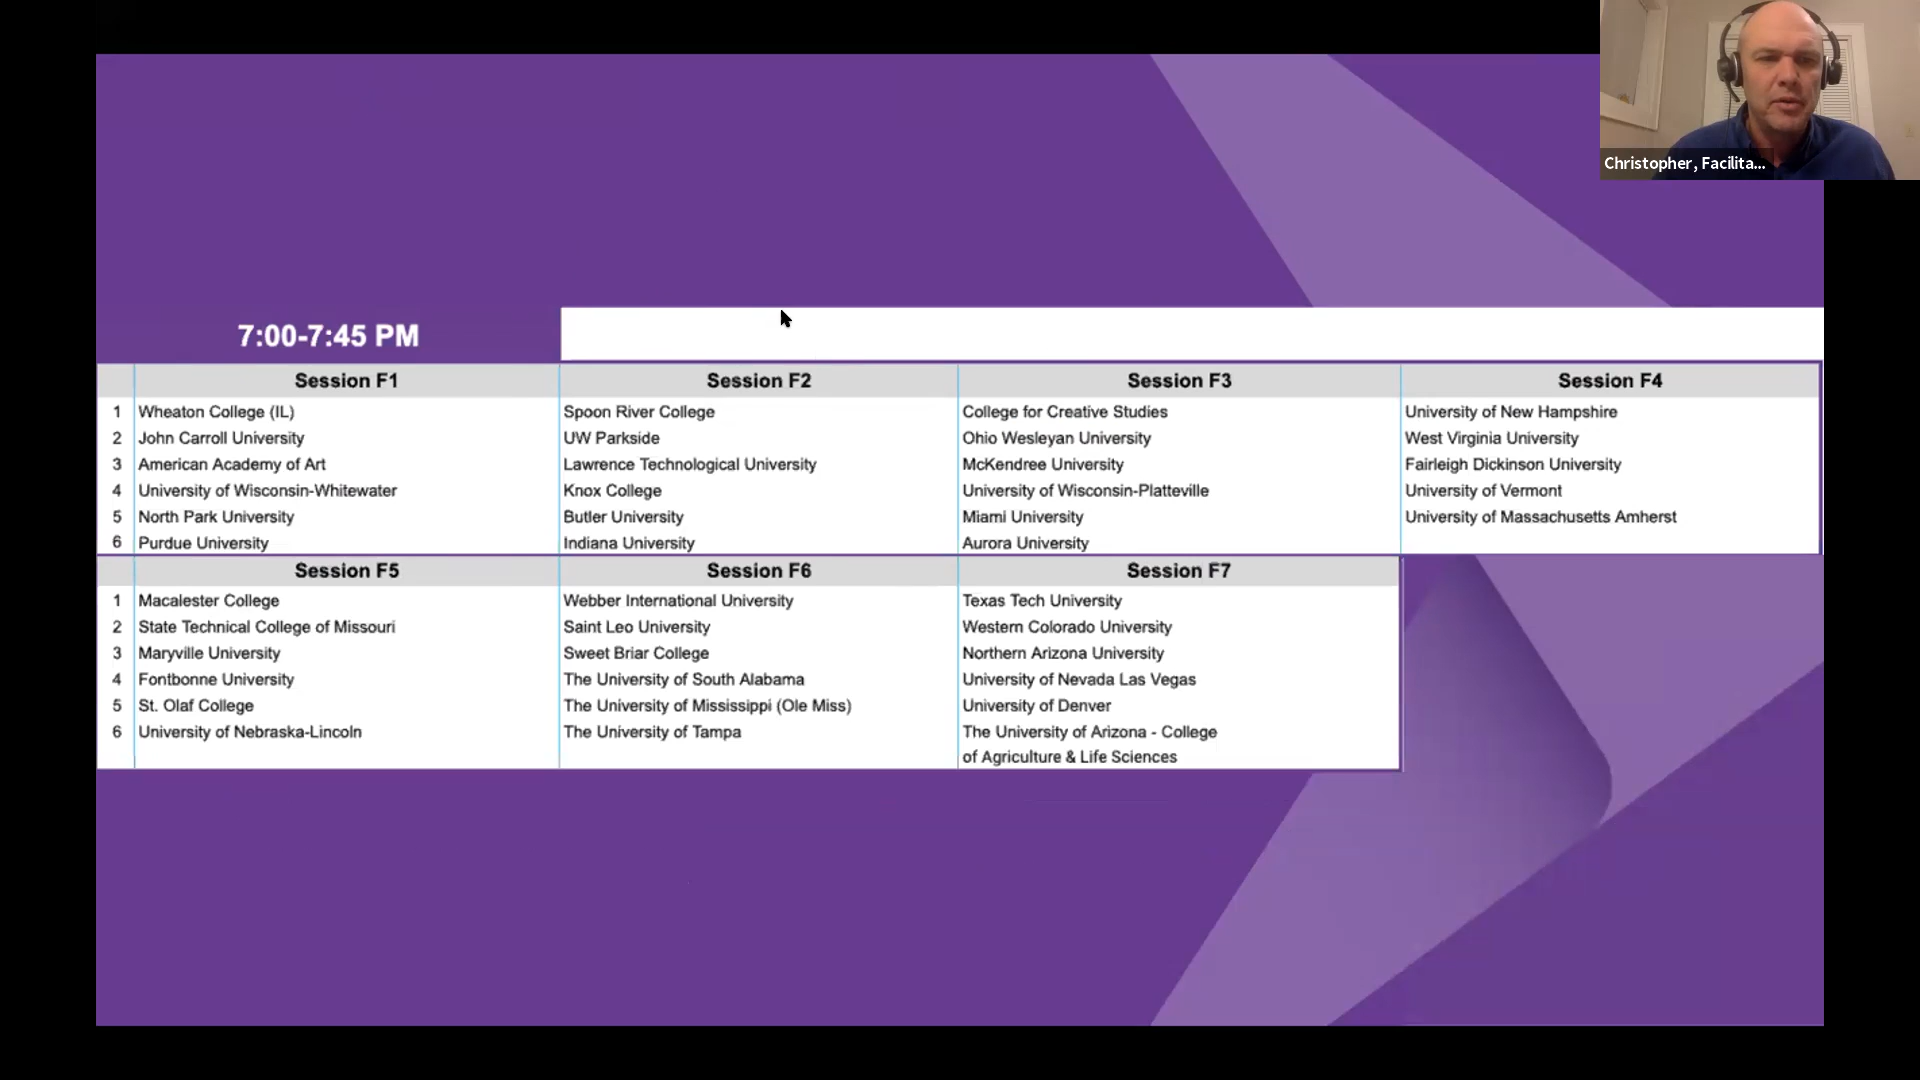 Christopher, Facilita...
7:00-7:45 PM
Session F1 Session F2 Session F3 Session F4
1 Wheaton College (IL) Spoon River College College for Creative Studies University of New Hampshire
2 John Carroll University UW Parkside Ohio Wesleyan University West Virginia University
3 American Academy of Art Lawrence Technological University McKendree University Fairleigh Dickinson University
4 University of Wisconsin-Whitewater Knox College University of Wisconsin-Platteville University of Vermont
5 North Park University Butler University Miami University University of Massachusetts Amherst
6 Purdue University Indiana University Aurora University
Session F5 Session F6 Session F7
1 Macalester College Webber International University Texas Tech University
2 State Technical College of Missouri Saint Leo University Western Colorado University
3 Maryville University Sweet Briar College Northern Arizona University
4 Fontbonne University The University of South Alabama University of Nevada Las Vegas
5 St. Olaf College The University of Mississippi (Ole Miss) University of Denver
6 University of Nebraska-Lincoln The University of Tampa The University of Arizona - College
of Agriculture & Life Sciences